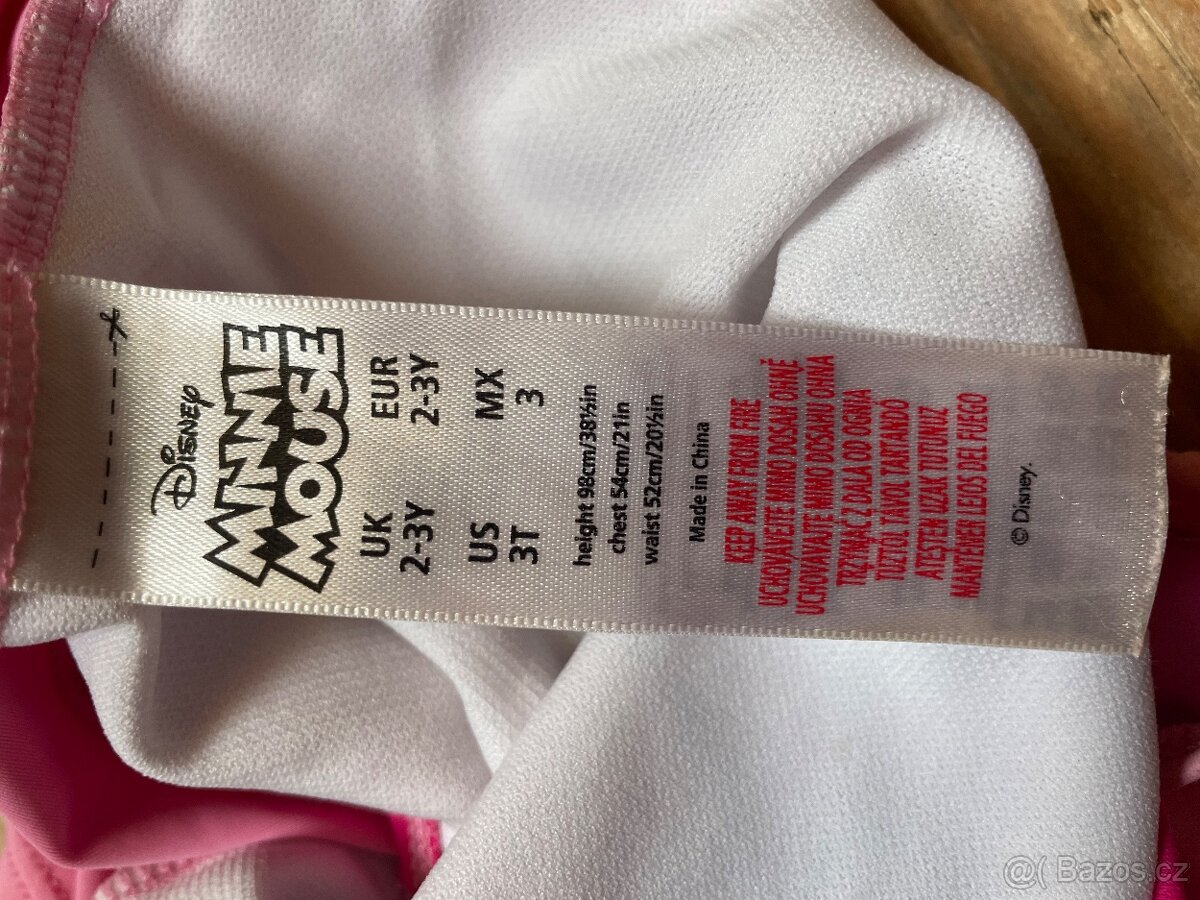 Disney
MINNIE
MOUSE
UK EUR
2-3Y 2-3Y
US MX
3T 3
height 98cm/38½in
chest 54cm/21in
waist 52cm/20½in
Made in China
KEEP AWAY FROM FIRE
UCHOVÁVEJTE MIMO DOSAH OHNĚ
UCHOVÁVAJTE MIMO DOSAHU OHŇA
TRZYMAĆ Z DALA OD OGNIA
TŰZTŐL TÁVOL TARTANDÓ
ATEŞTEN UZAK TUTUNUZ
MANTENER LEJOS DEL FUEGO
© Disney.
@( Bazos.cz